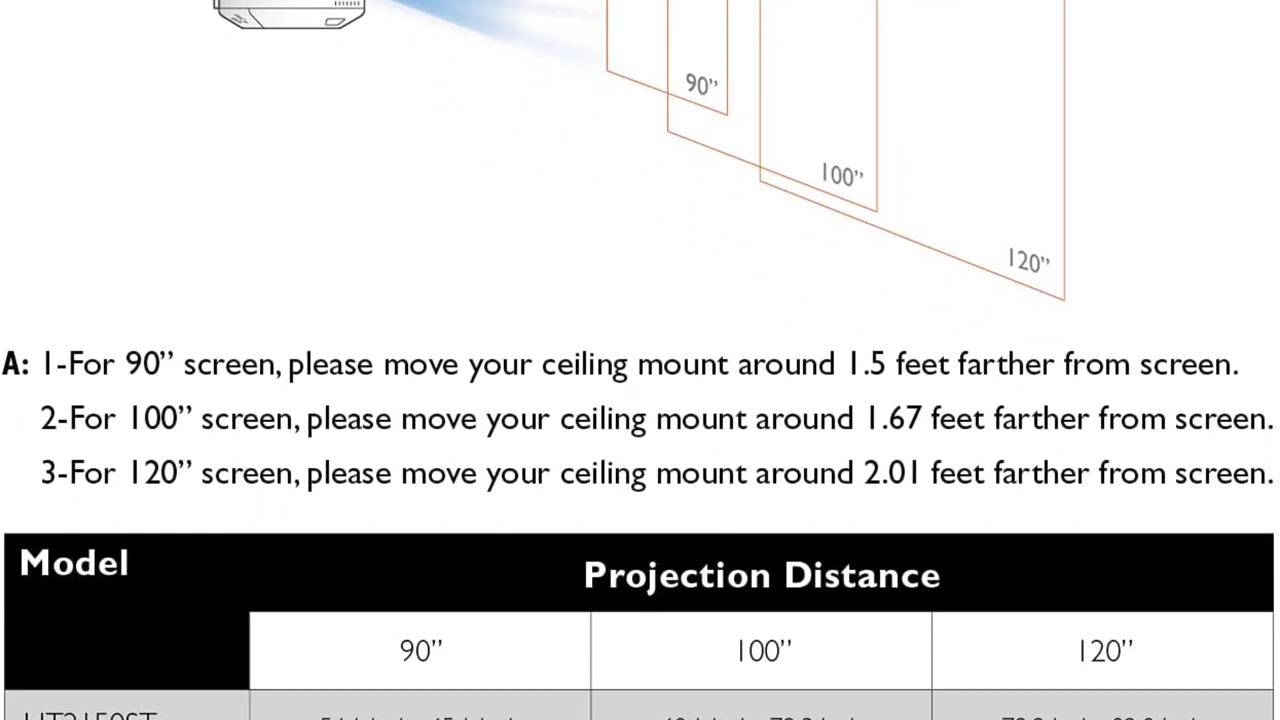 90”
100”
120”
A: 1-For 90” screen, please move your ceiling mount around 1.5 feet farther from screen.
2-For 100” screen, please move your ceiling mount around 1.67 feet farther from screen.
3-For 120” screen, please move your ceiling mount around 2.01 feet farther from screen.
Model
Projection Distance
90” 100” 120”